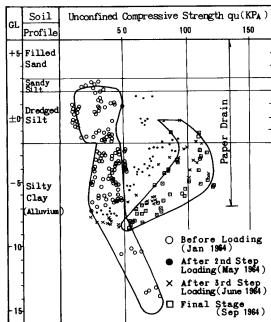 GL
Soil
Profile
Unconfined Compressive Strength qu(KPA)
50 100 150
+5
Filled
Sand
Sandy
Silt
±0
Dredged
Silt
-5
Silty
Clay
(Alluvium)
-10
-15
Paper Drain
○ Before Loading
(Jan 1964)
● After 2nd Step
Loading(May 1964)
× After 3rd Step
Loading(June 1964)
□ Final Stage
(Sep 1964)